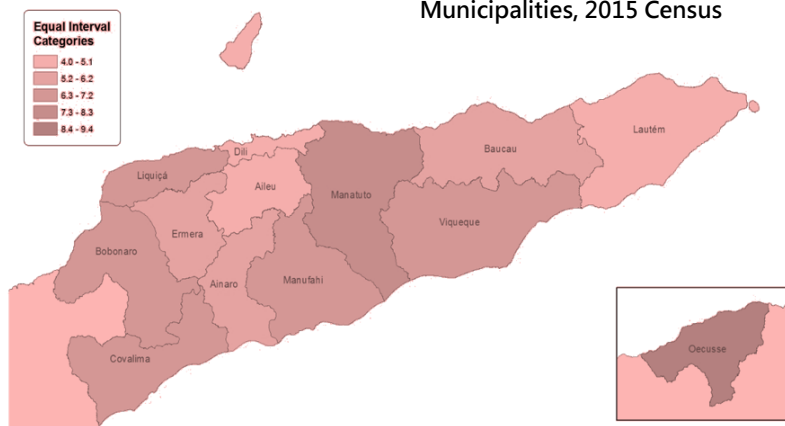 Municipalities, 2015 Census
Equal Interval
Categories
4.0 - 5.1
5.2 - 6.2
6.3 - 7.2
7.3 - 8.3
8.4 - 9.4
Lautém
Dili
Baucau
Liquiçá
Aileu
Manatuto
Viqueque
Ermera
Bobonaro
Ainaro
Manufahi
Oecusse
Covalima